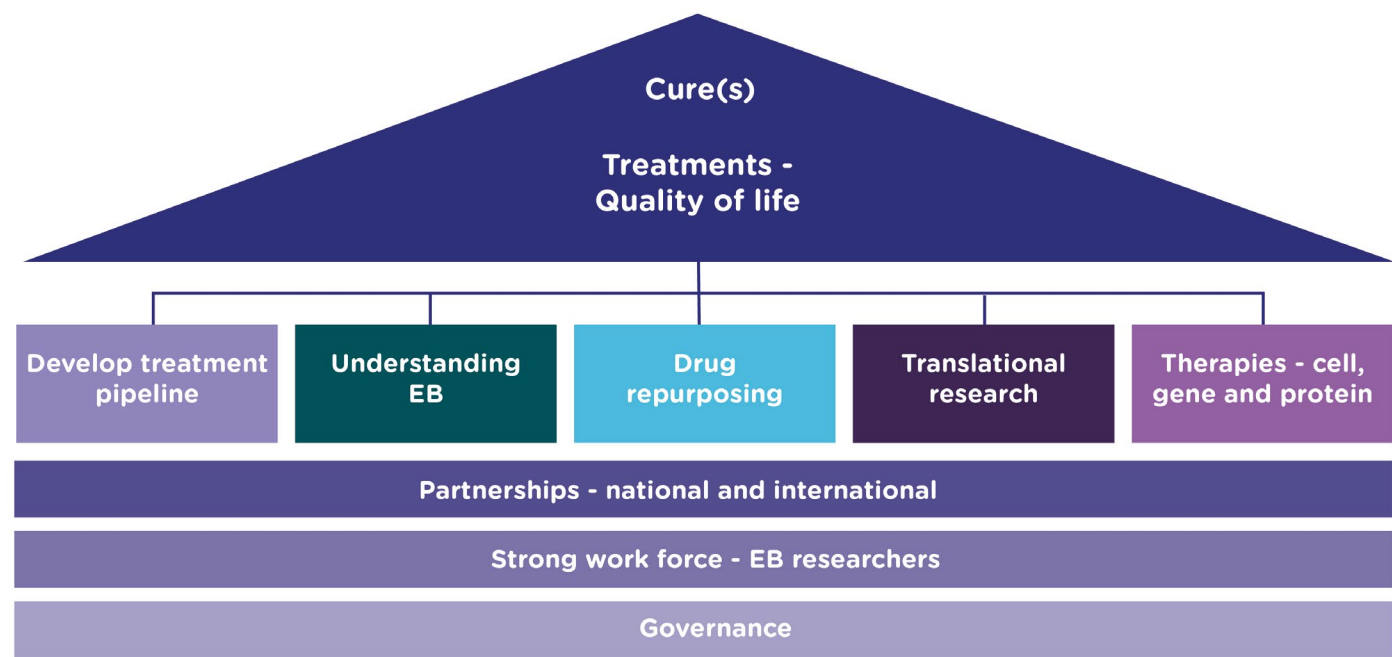 Cure(s)
Treatments -
Quality of life
Develop treatment
pipeline
Understanding
EB
Drug
repurposing
Translational
research
Therapies - cell,
gene and protein
Partnerships - national and international
Strong work force - EB researchers
Governance